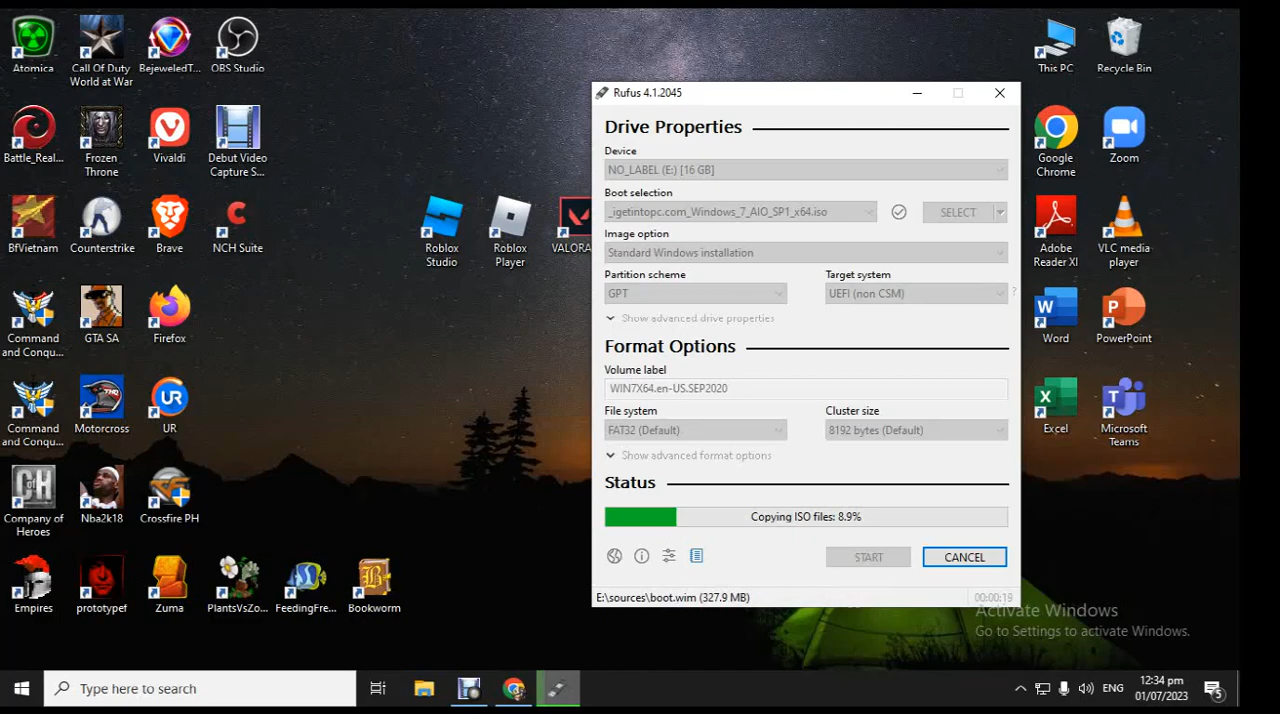 Atomica
Call Of Duty
World at War
BejeweledT...
OBS Studio
Battle_Real...
Frozen
Throne
Vivaldi
Debut Video
Capture S...
BfVietnam
Counterstrike
Brave
NCH Suite
Command
and Conqu...
GTA SA
Firefox
Command
and Conqu...
Motorcross
UR
Company of
Heroes
Nba2k18
Crossfire PH
Empires
prototypef
Zuma
PlantsVsZo...
FeedingFre...
Bookworm
Roblox
Studio
Roblox
Player
VALORA
Rufus 4.1.2045
Drive Properties
Device
NO_LABEL (E:) [16 GB]
Boot selection
_igetintopc.com_Windows_7_AIO_SP1_x64.iso
SELECT
Image option
Standard Windows installation
Partition scheme
Target system
GPT
UEFI (non CSM)
?
Show advanced drive properties
Format Options
Volume label
WIN7X64.en-US.SEP2020
File system
Cluster size
FAT32 (Default)
8192 bytes (Default)
Show advanced format options
Status
Copying ISO files: 8.9%
START
CANCEL
E:\sources\boot.wim (327.9 MB)
00:00:19
This PC
Recycle Bin
Google
Chrome
Zoom
Adobe
Reader XI
VLC media
player
Word
PowerPoint
Excel
Microsoft
Teams
Activate Windows
Go to Settings to activate Windows.
Type here to search
ENG
12:34 pm
01/07/2023
5